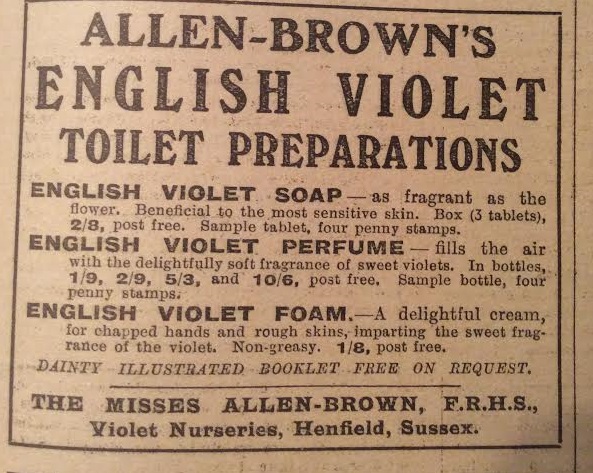 ALLEN-BROWN'S
ENGLISH VIOLET
TOILET PREPARATIONS
ENGLISH VIOLET SOAP — as fragrant as the
flower. Beneficial to the most sensitive skin. Box (3 tablets),
2/8, post free. Sample tablet, four penny stamps.
ENGLISH VIOLET PERFUME — fills the air
with the delightfully soft fragrance of sweet violets. In bottles,
1/9, 2/9, 5/3, and 10/6, post free. Sample bottle, four
penny stamps.
ENGLISH VIOLET FOAM.—A delightful cream,
for chapped hands and rough skins, imparting the sweet frag-
rance of the violet. Non-greasy. 1/8, post free.
DAINTY ILLUSTRATED BOOKLET FREE ON REQUEST.
THE MISSES ALLEN-BROWN, F.R.H.S.,
Violet Nurseries, Henfield, Sussex.